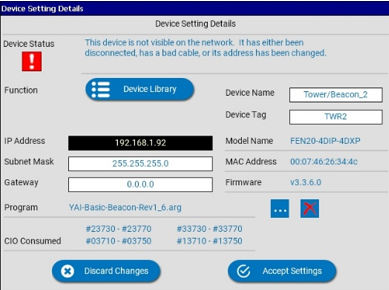 Device Setting Details
Device Setting Details
Device Status
This device is not visible on the network. It has either been
disconnected, has a bad cable, or its address has been changed.
!
Function
Device Library
Device Name
Tower/Beacon_2
Device Tag
TWR2
IP Address
192.168.1.92
Model Name
FEN20-4DIP-4DXP
Subnet Mask
255.255.255.0
MAC Address
00:07:46:26:34:4c
Gateway
0.0.0.0
Firmware
v3.3.6.0
Program
YAI-Basic-Beacon-Rev1_6.arg
...
X
CIO Consumed
#23730 - #23770
#33730 - #33770
#03710 - #03750
#13710 - #13750
Discard Changes
Accept Settings